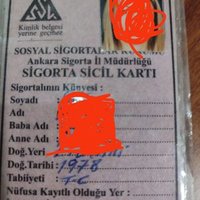 Kimlik belgesi
yerine geçmez
SOSYAL SİGORTALAR KURUMU
Ankara Sigorta İl Müdürlüğü
SİGORTA SİCİL KARTI
Sigortalının Künyesi :
Soyadı
Adı
Baba Adı
Anne Adı
Doğ.Yeri
Doğ.Tarihi : 1978
Tabiiyeti : T.C
Nüfusa Kayıtlı Olduğu Yer :